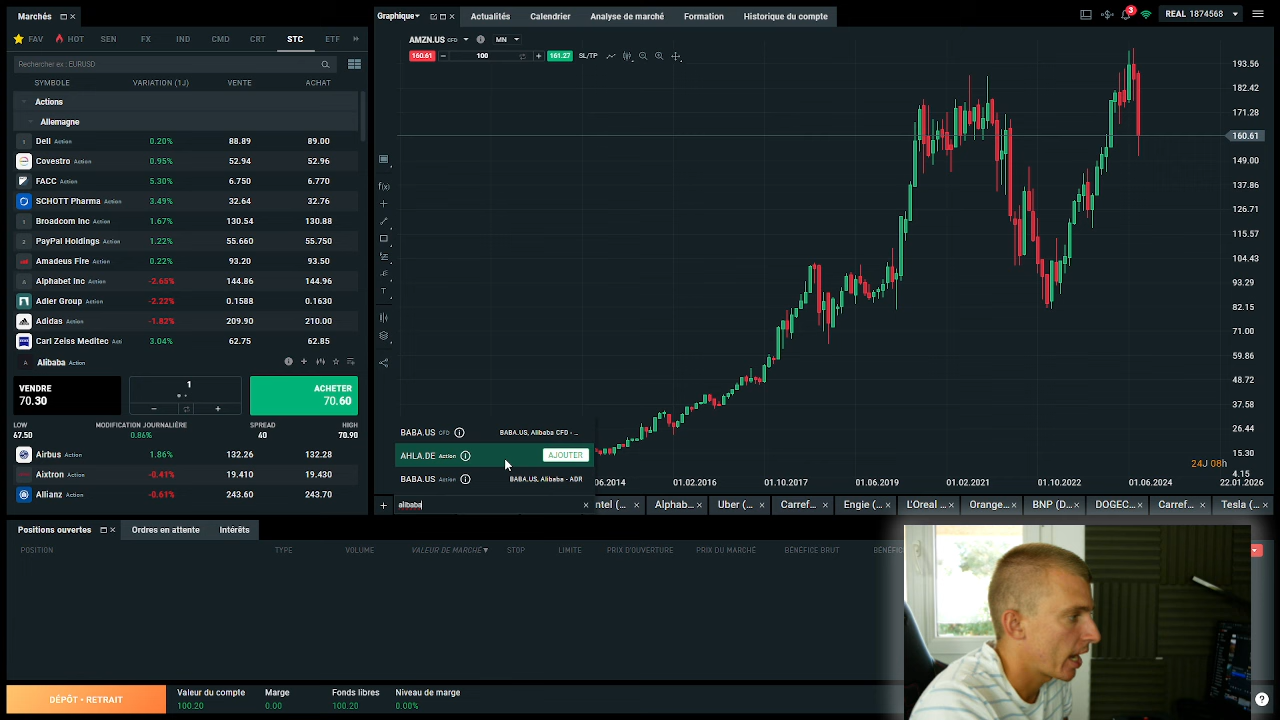 Marchés
Graphique
Actualités
Calendrier
Analyse de marché
Formation
Historique du compte
3
REAL 1874568
FAV
HOT
SEN
FX
IND
CMD
CRT
STC
ETF
Rechercher ex.: EURUSD
SYMBOLE VARIATION (1J) VENTE ACHAT
Actions
Allemagne
Dell Action 0.20% 88.89 89.00
Covestro Action 0.95% 52.94 52.96
FACC Action 5.30% 6.750 6.770
SCHOTT Pharma Action 3.49% 32.64 32.76
Broadcom Inc Action 1.67% 130.54 130.88
PayPal Holdings Action 1.22% 55.660 55.750
Amadeus Fire Action 0.22% 93.20 93.50
Alphabet Inc Action -2.65% 144.86 144.96
Adler Group Action -2.22% 0.1588 0.1630
Adidas Action -1.82% 209.90 210.00
Carl Zeiss Meditec Acti 3.04% 62.75 62.85
Alibaba Action
VENDRE
70.30
1
ACHETER
70.60
LOW
67.50
MODIFICATION JOURNALIÈRE
0.86%
SPREAD
40
HIGH
70.90
Airbus Action 1.86% 132.26 132.28
Aixtron Action -0.41% 19.410 19.430
Allianz Action -0.61% 243.60 243.70
AMZN.US CFD
MN
160.61
100
161.27
SL/TP
193.56
182.42
171.28
160.61
149.00
137.86
126.71
115.57
104.43
93.29
82.15
71.00
59.86
48.72
37.58
26.44
15.30
4.15
24J 08h
06.2014
01.02.2016
01.10.2017
01.06.2019
01.02.2021
01.10.2022
01.06.2024
22.01.2026
BABA.US CFD BABA.US, Alibaba CFD - ...
AHLA.DE Action AJOUTER
BABA.US Action BABA.US, Alibaba - ADR
alibaba
ntel (...
Alphab...
Uber (...
Carref...
Engie (...
L'Oreal ...
Orange...
BNP (D...
DOGEC...
Carref...
Tesla (...
Positions ouvertes
Ordres en attente
Intérêts
POSITION TYPE VOLUME VALEUR DE MARCHÉ STOP LIMITE PRIX D'OUVERTURE PRIX DU MARCHÉ BÉNÉFICE BRUT BÉNÉFICE
DÉPÔT - RETRAIT
Valeur du compte
100.20
Marge
0.00
Fonds libres
100.20
Niveau de marge
0.00%